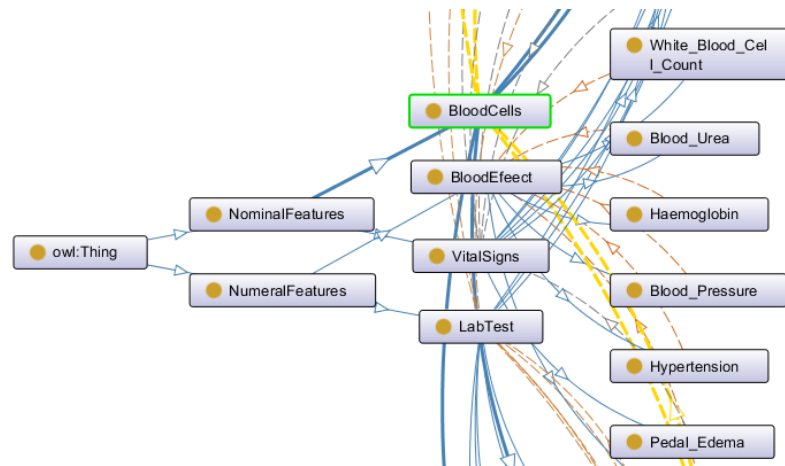 White_Blood_Cel
l_Count
BloodCells
Blood_Urea
BloodEfeect
NominalFeatures
Haemoglobin
owl:Thing
VitalSigns
NumeralFeatures
Blood_Pressure
LabTest
Hypertension
Pedal_Edema